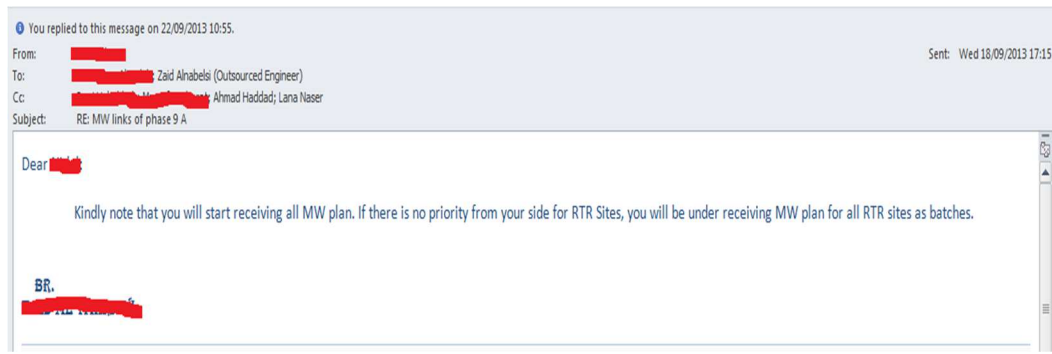 You replied to this message on 22/09/2013 10:55.
From:
Sent: Wed 18/09/2013 17:15
To: Zaid Alnabelsi (Outsourced Engineer)
Cc: Ahmad Haddad; Lana Naser
Subject: RE: MW links of phase 9 A
Dear
Kindly note that you will start receiving all MW plan. If there is no priority from your side for RTR Sites, you will be under receiving MW plan for all RTR sites as batches.
BR.